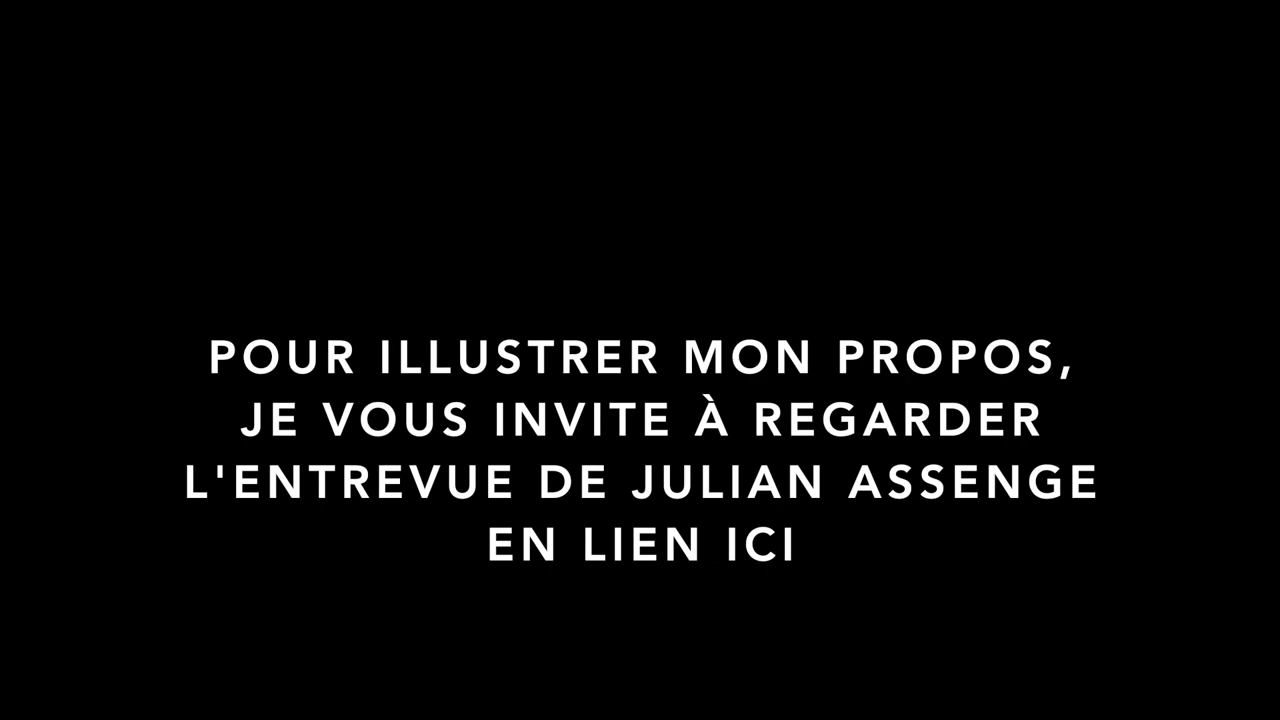 POUR ILLUSTRER MON PROPOS,
JE VOUS INVITE À REGARDER
L'ENTREVUE DE JULIAN ASSENGE
EN LIEN ICI